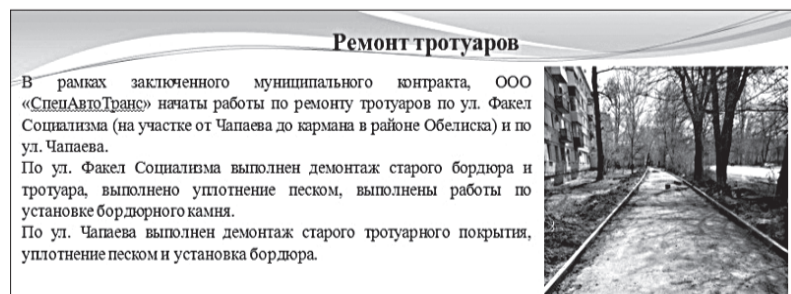 Ремонт тротуаров
В рамках заключенного муниципального контракта, ООО
«СпецАвтоТранс» начаты работы по ремонту тротуаров по ул. Факел
Социализма (на участке от Чапаева до кармана в районе Обелиска) и по
ул. Чапаева.
По ул. Факел Социализма выполнен демонтаж старого бордюра и
тротуара, выполнено уплотнение песком, выполнены работы по
установке бордюрного камня.
По ул. Чапаева выполнен демонтаж старого тротуарного покрытия,
уплотнение песком и установка бордюра.